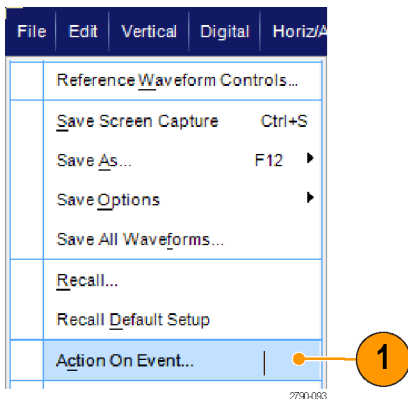 File Edit Vertical Digital Horiz/A
Reference Waveform Controls...
Save Screen Capture Ctrl+S
Save As... F12
Save Options
Save All Waveforms...
Recall...
Recall Default Setup
Action On Event...
1
2790-093